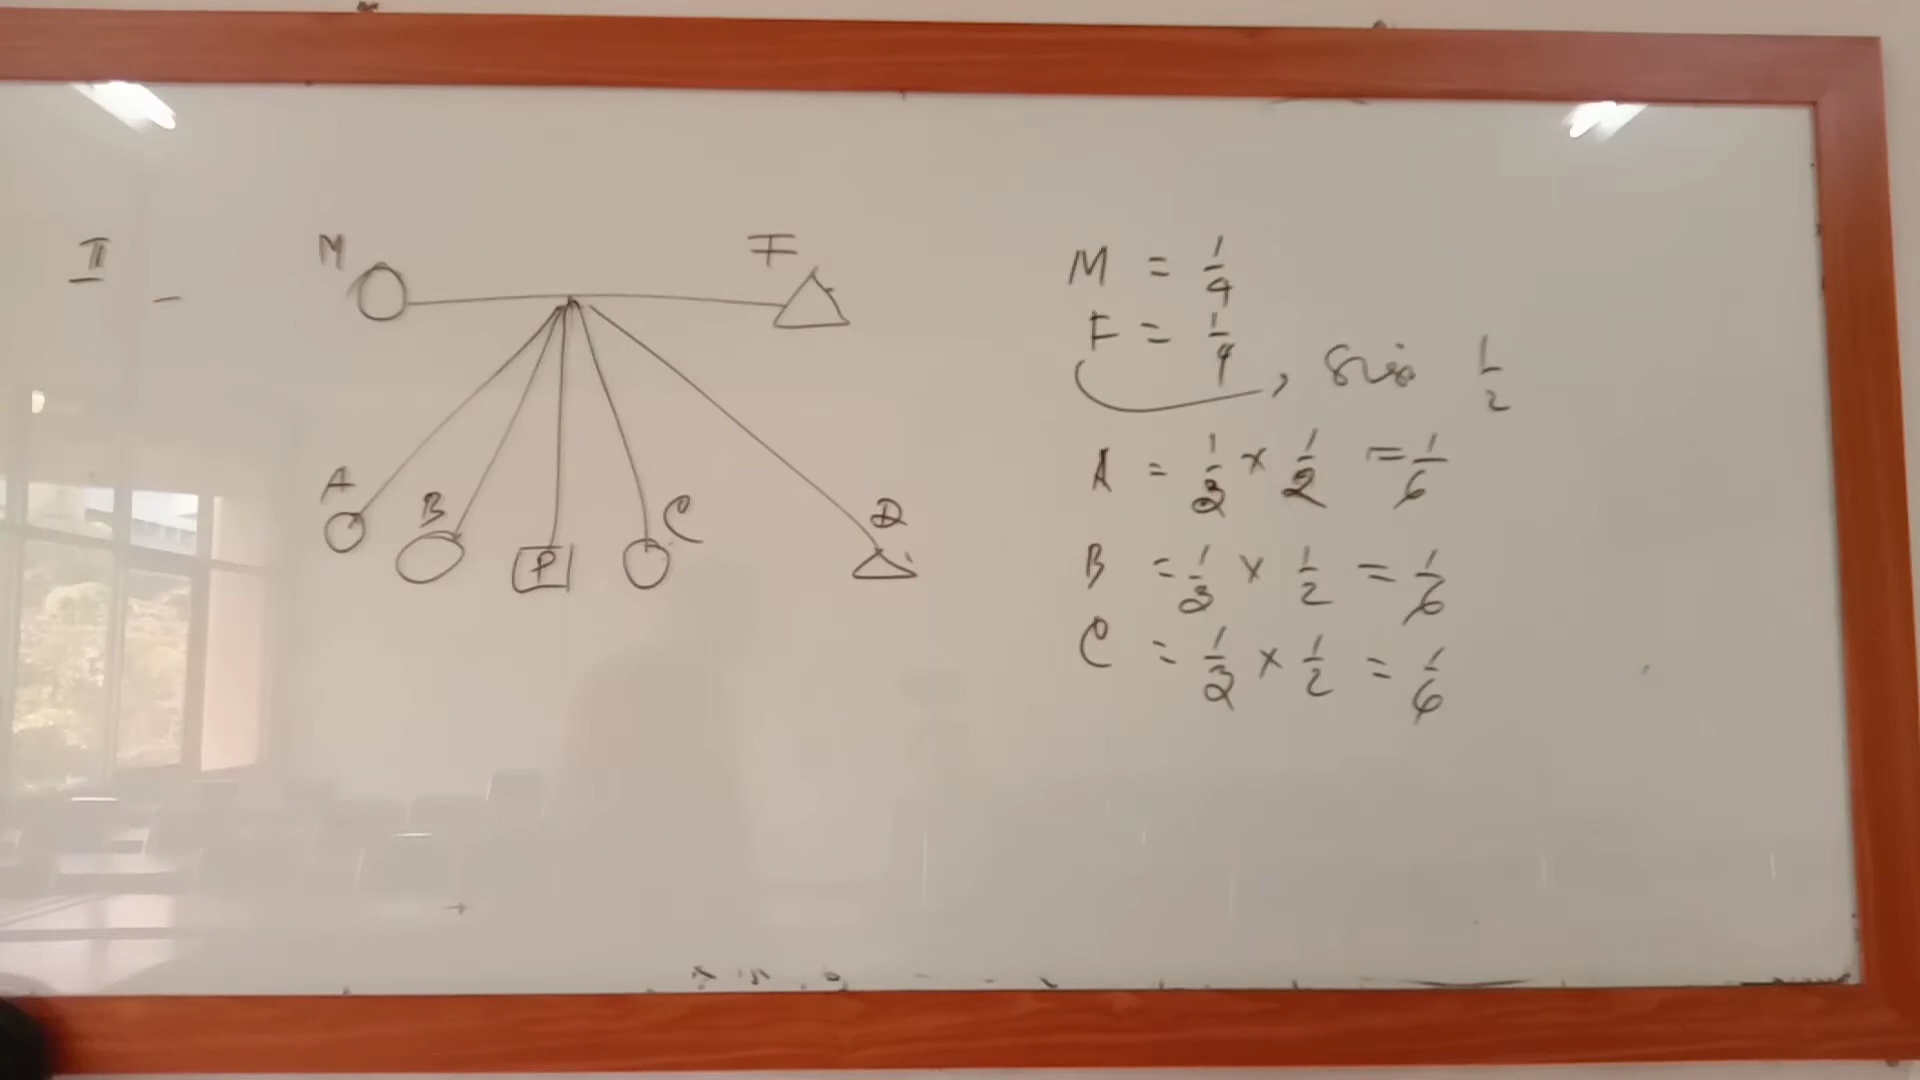 II -
M F
A B P C D
M = 1/4
F = 1/4
, Sisa 1/2
A = 1/3 x 1/2 = 1/6
B = 1/3 x 1/2 = 1/6
C = 1/3 x 1/2 = 1/6